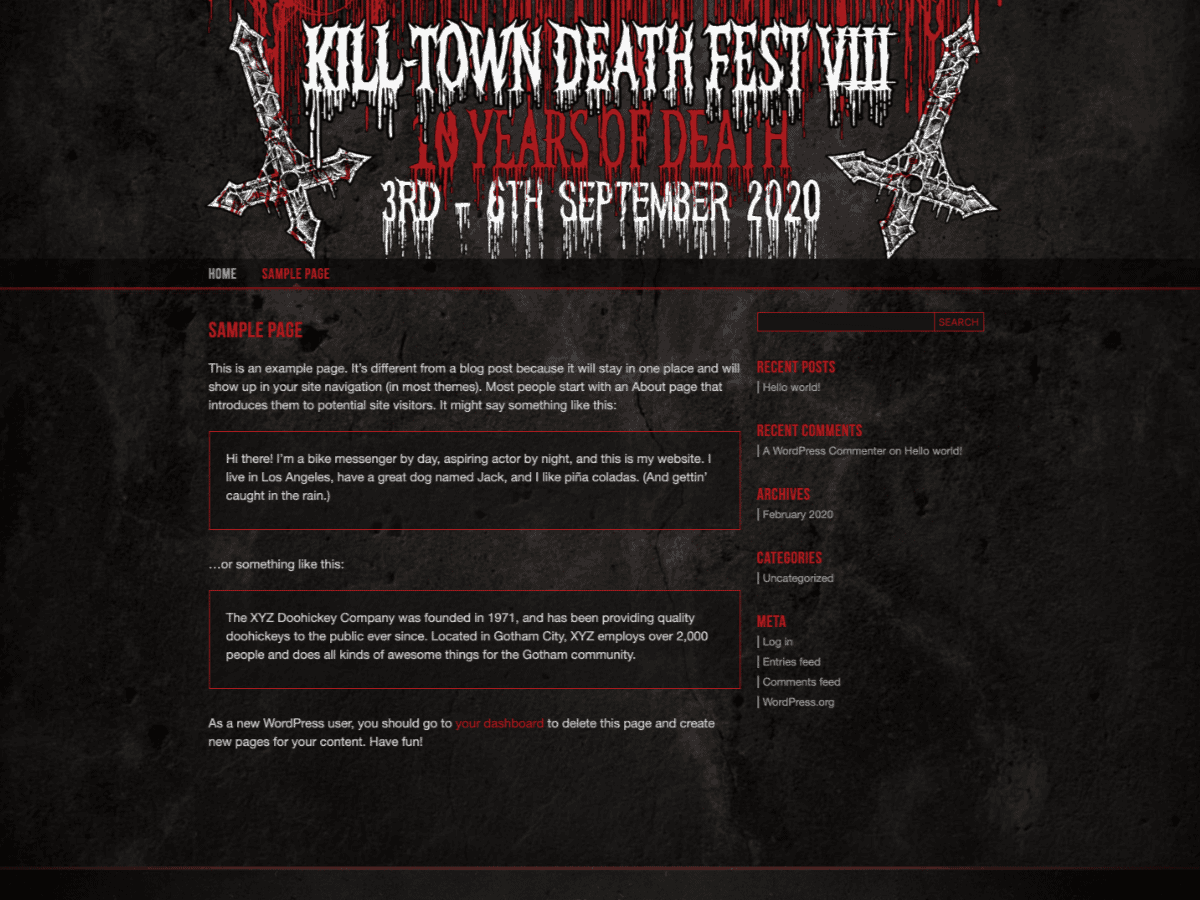 KILL-TOWN DEATH FEST VIII
10 YEARS OF DEATH
3RD - 6TH SEPTEMBER 2020
HOME SAMPLE PAGE
SAMPLE PAGE
This is an example page. It's different from a blog post because it will stay in one place and will
show up in your site navigation (in most themes). Most people start with an About page that
introduces them to potential site visitors. It might say something like this:
Hi there! I'm a bike messenger by day, aspiring actor by night, and this is my website. I
live in Los Angeles, have a great dog named Jack, and I like piña coladas. (And gettin'
caught in the rain.)
…or something like this:
The XYZ Doohickey Company was founded in 1971, and has been providing quality
doohickeys to the public ever since. Located in Gotham City, XYZ employs over 2,000
people and does all kinds of awesome things for the Gotham community.
As a new WordPress user, you should go to your dashboard to delete this page and create
new pages for your content. Have fun!
SEARCH
RECENT POSTS
Hello world!
RECENT COMMENTS
A WordPress Commenter on Hello world!
ARCHIVES
February 2020
CATEGORIES
Uncategorized
META
Log in
Entries feed
Comments feed
WordPress.org